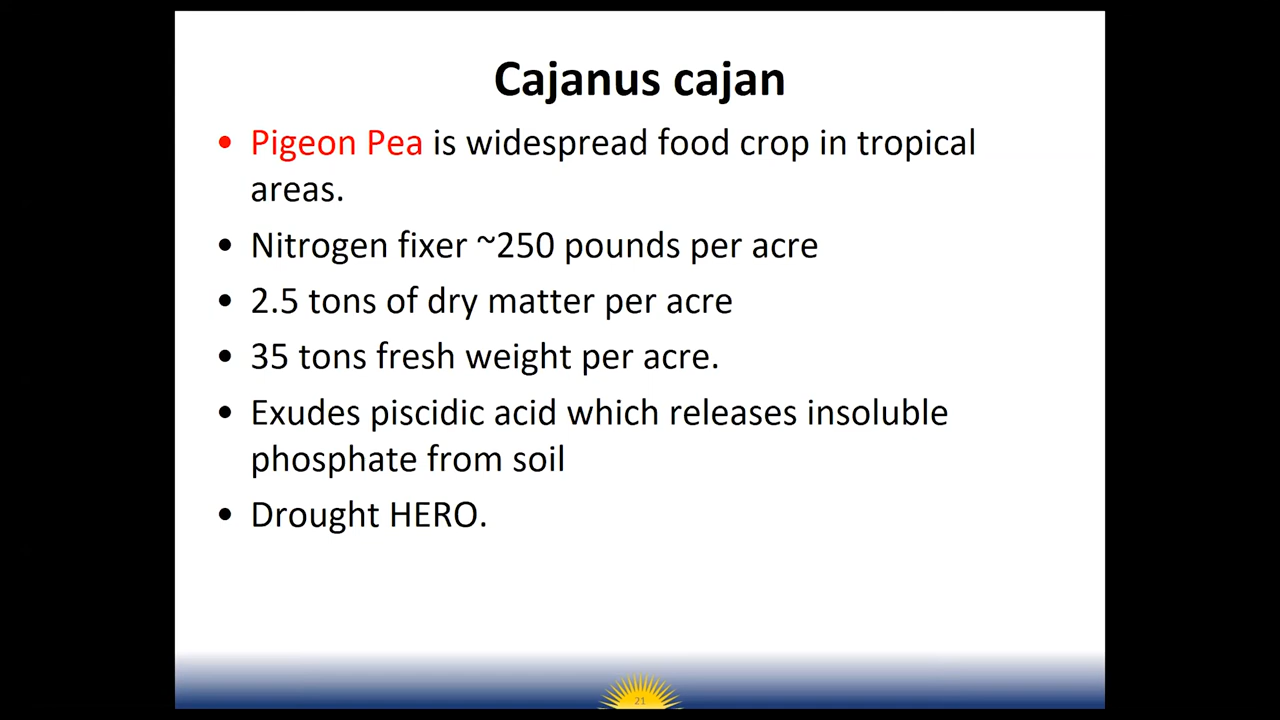 Cajanus cajan
• Pigeon Pea is widespread food crop in tropical
areas.
• Nitrogen fixer ~250 pounds per acre
• 2.5 tons of dry matter per acre
• 35 tons fresh weight per acre.
• Exudes piscidic acid which releases insoluble
phosphate from soil
• Drought HERO.
21